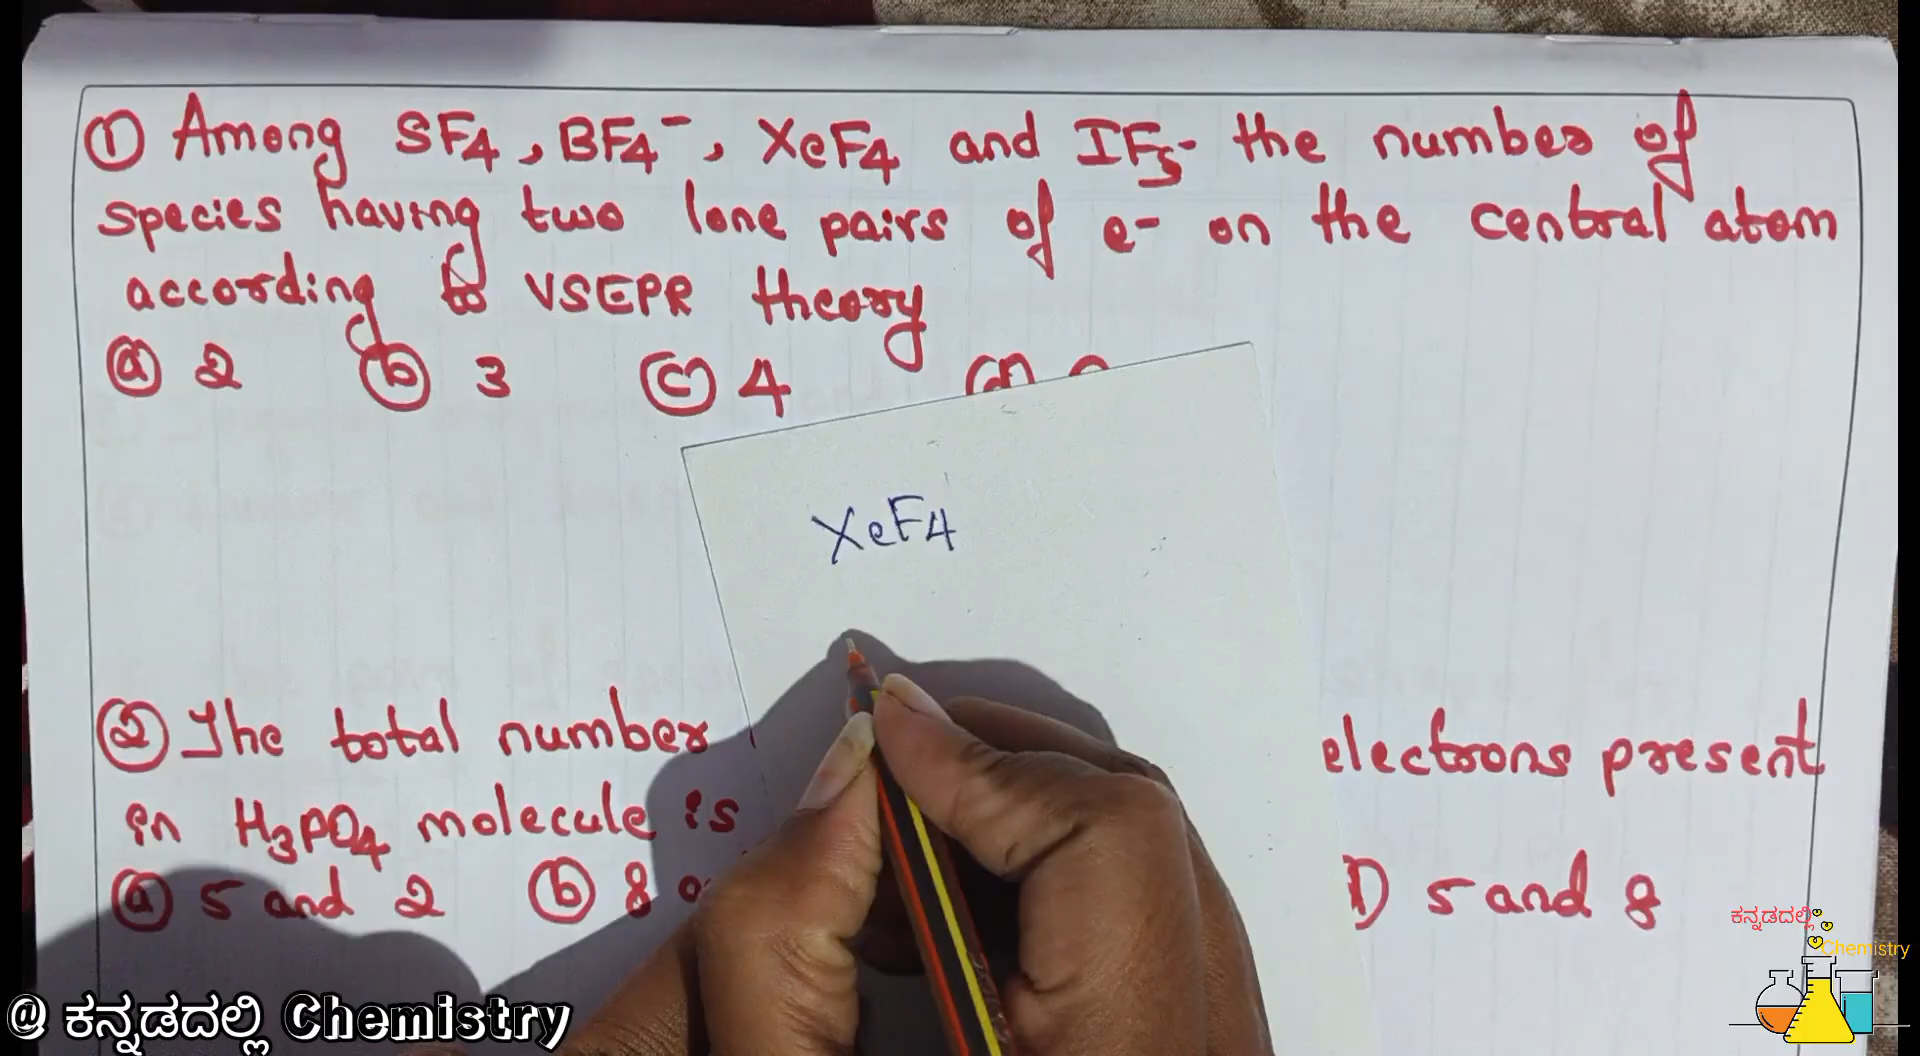 ① Among SF4, BF4-, XeF4 and IF5- the number of
species having two lone pairs of e- on the central atom
according to VSEPR theory
ⓐ 2 ⓑ 3 ⓒ 4
XeF4
② The total number electrons present
in H3PO4 molecule is
ⓐ 5 and 2 ⓑ 8 D) 5 and 8
ಕನ್ನಡದಲ್ಲಿ
Chemistry
@ ಕನ್ನಡದಲ್ಲಿ Chemistry